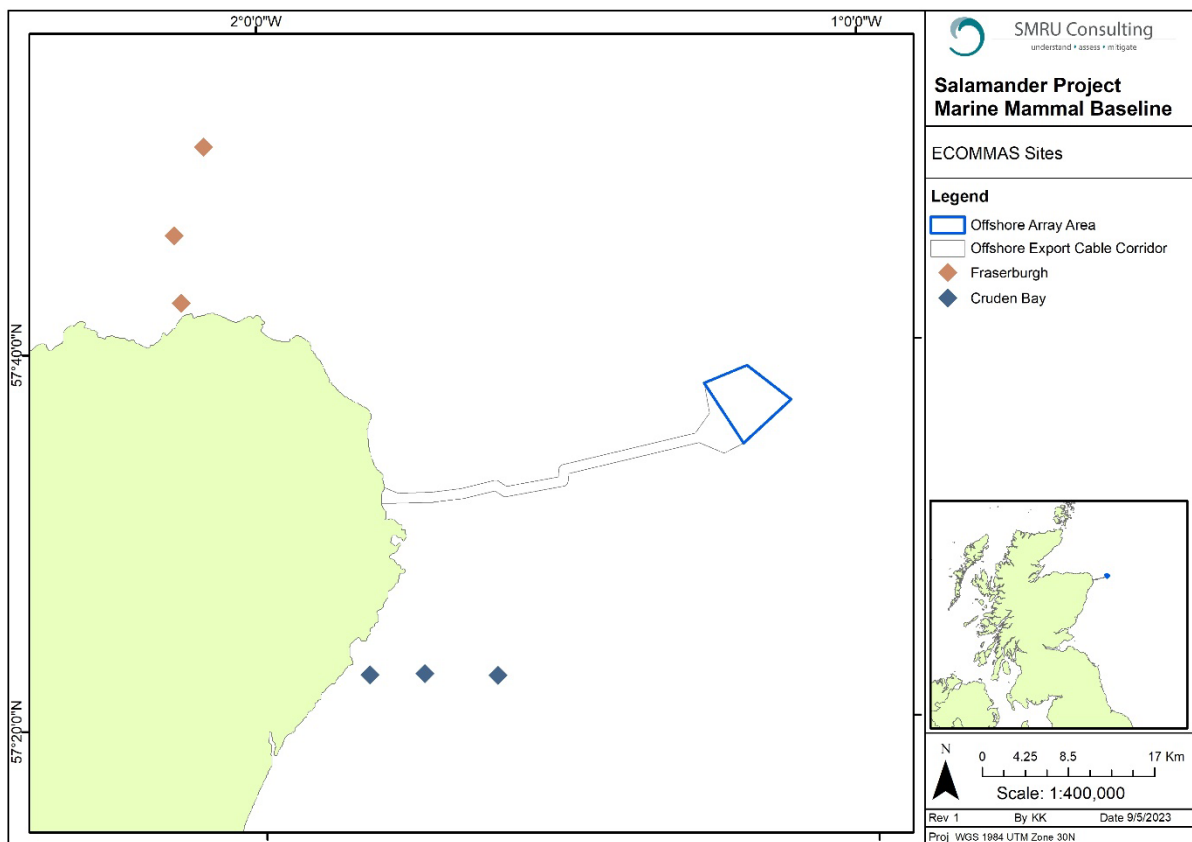 2°0'0"W
1°0'0"W
57°40'0"N
57°20'0"N
SMRU Consulting
understand • assess • mitigate
Salamander Project
Marine Mammal Baseline
ECOMMAS Sites
Legend
Offshore Array Area
Offshore Export Cable Corridor
Fraserburgh
Cruden Bay
N
0 4.25 8.5 17 Km
Scale: 1:400,000
Rev 1 By KK Date 9/5/2023
Proj WGS 1984 UTM Zone 30N